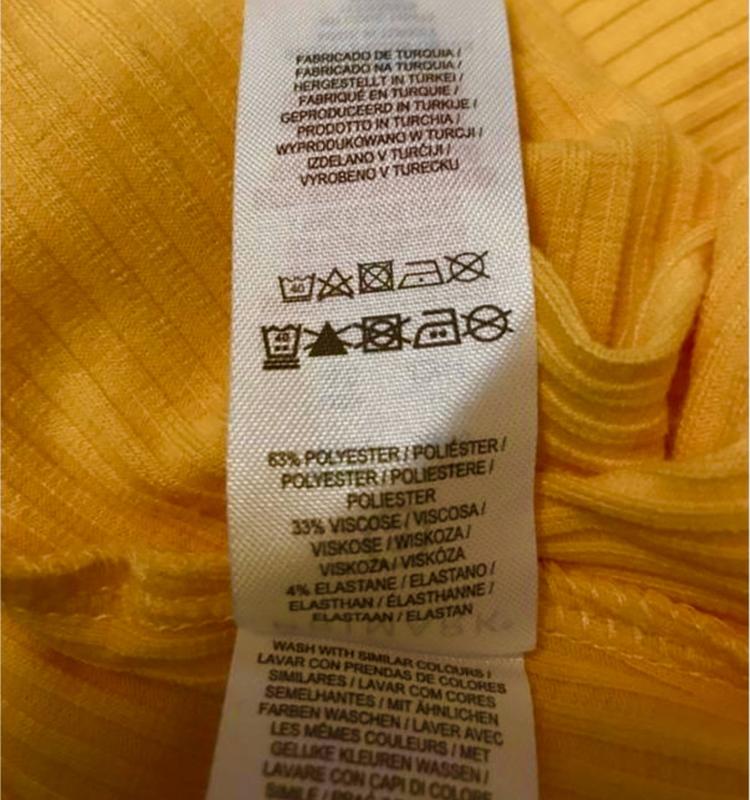 FABRICADO DE TURQUIA /
FABRICADO NA TURQUIA /
HERGESTELLT IN TÜRKEI /
FABRIQUÉ EN TURQUIE /
GEPRODUCEERD IN TURKIJE /
PRODOTTO IN TURCHIA /
WYPRODUKOWANO W TURCJI /
IZDELANO V TURČIJI /
VYROBENO V TURECKU
40
40
63% POLYESTER / POLIÉSTER /
POLYESTER / POLIESTERE /
POLIESTER
33% VISCOSE / VISCOSA /
VISKOSE / WISKOZA /
VISKOZA / VISKÓZA
4% ELASTANE / ELASTANO /
ELASTHAN / ÉLASTHANNE /
ELASTAAN / ELASTAN
WASH WITH SIMILAR COLOURS /
LAVAR CON PRENDAS DE COLORES
SIMILARES / LAVAR COM CORES
SEMELHANTES / MIT ÄHNLICHEN
FARBEN WASCHEN / LAVER AVEC
LES MÊMES COULEURS / MET
GELIJKE KLEUREN WASSEN /
LAVARE CON CAPI DI COLORE
SIMILE /